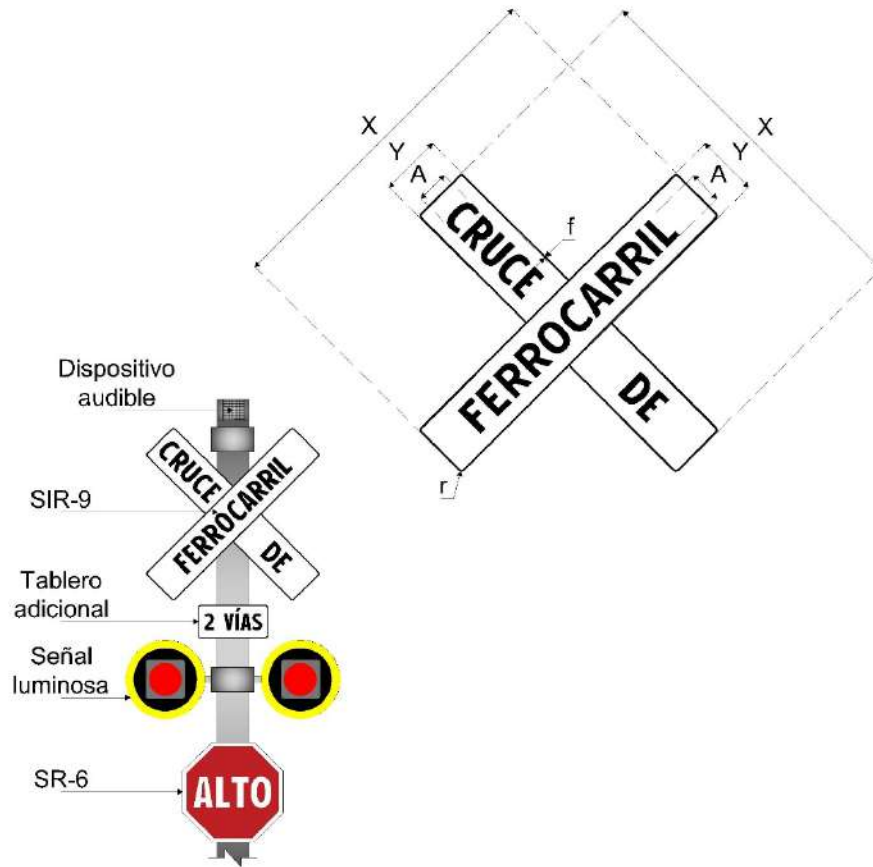 X
Y
A
X
Y
A
CRUCE
f
FERROCARRIL
DE
r
Dispositivo
audible
SIR-9
CRUCE
FERROCARRIL
DE
Tablero
adicional
2 VÍAS
Señal
luminosa
SR-6
ALTO